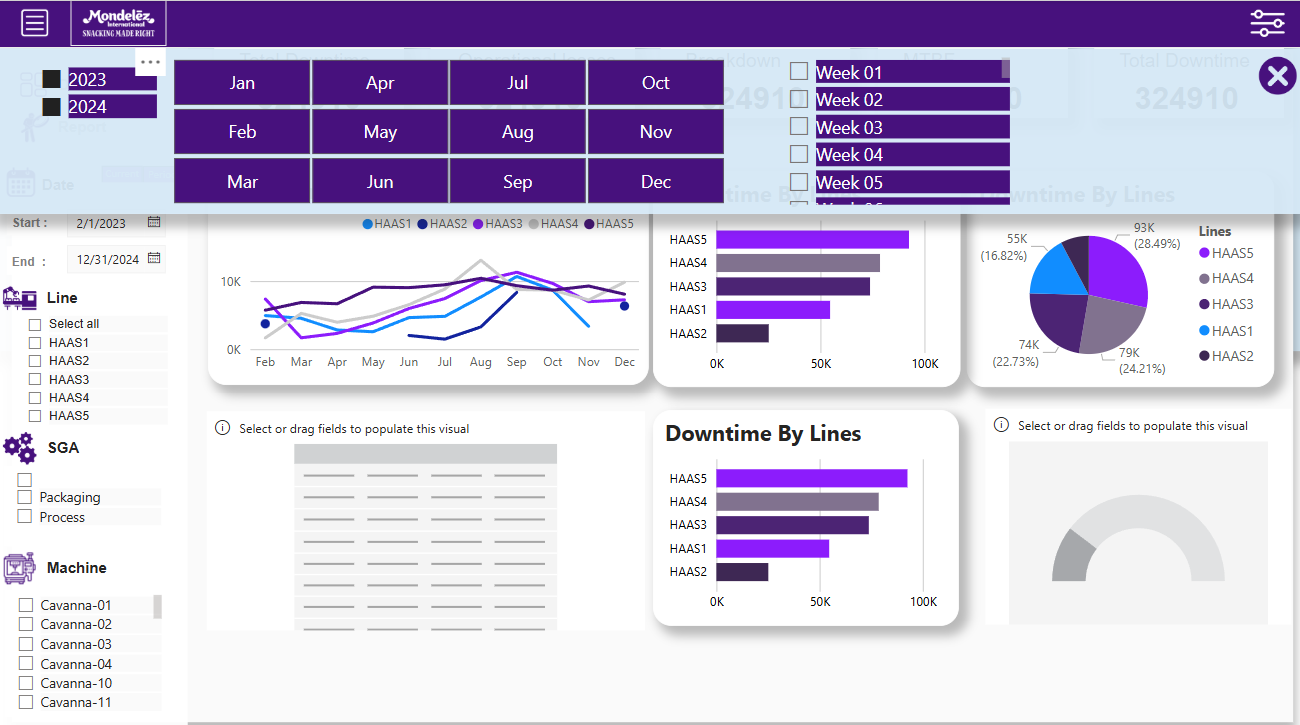 Mondelēz
International
SNACKING MADE RIGHT
Total Downtime
Breakdown
MTBF
Total Downtime
324910
324910
2023
2024
Jan
Apr
Jul
Oct
Feb
May
Aug
Nov
Mar
Jun
Sep
Dec
Week 01
Week 02
Week 03
Week 04
Week 05
Date
Start :
2/1/2023
End :
12/31/2024
Line
Select all
HAAS1
HAAS2
HAAS3
HAAS4
HAAS5
SGA
Packaging
Process
Machine
Cavanna-01
Cavanna-02
Cavanna-03
Cavanna-04
Cavanna-10
Cavanna-11
HAAS1 HAAS2 HAAS3 HAAS4 HAAS5
10K
0K
Feb Mar Apr May Jun Jul Aug Sep Oct Nov Dec
Downtime By Lines
HAAS5
HAAS4
HAAS3
HAAS1
HAAS2
0K 50K 100K
Downtime By Lines
93K
(28.49%)
55K
(16.82%)
74K
(22.73%)
79K
(24.21%)
Lines
HAAS5
HAAS4
HAAS3
HAAS1
HAAS2
Select or drag fields to populate this visual
Downtime By Lines
HAAS5
HAAS4
HAAS3
HAAS1
HAAS2
0K 50K 100K
Select or drag fields to populate this visual